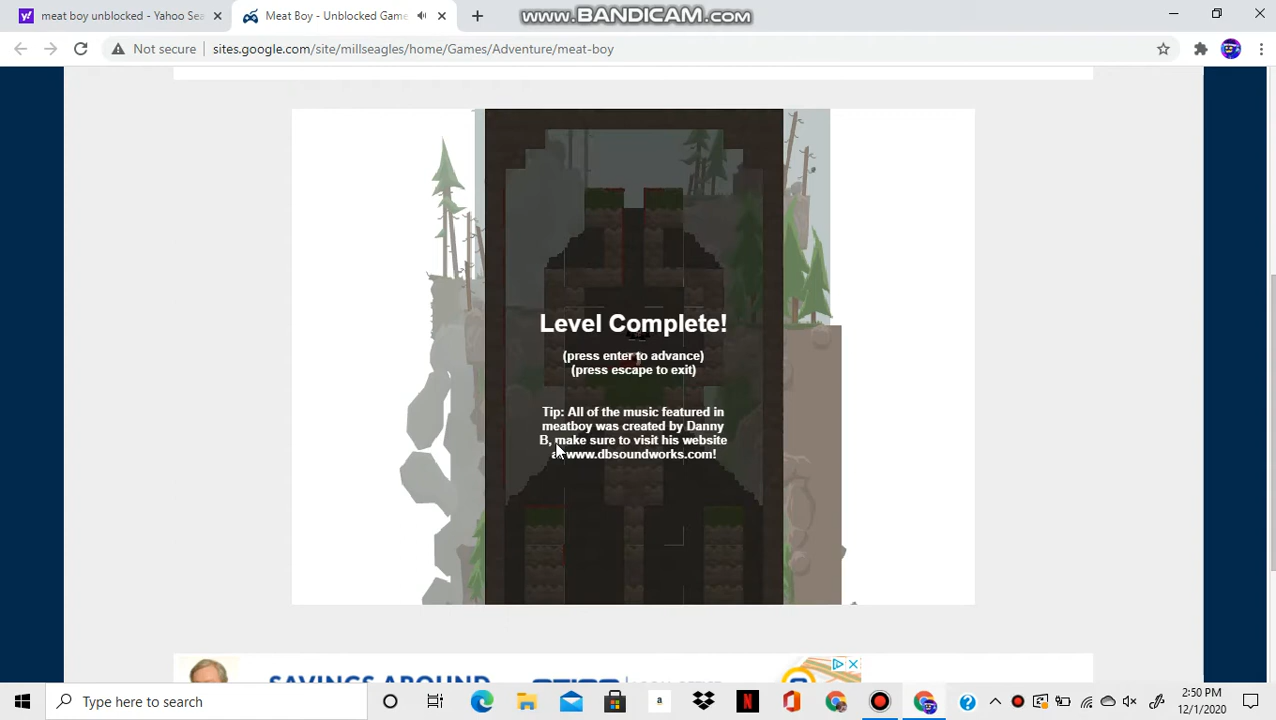 www.BANDICAM.com
meat boy unblocked - Yahoo Sea
Meat Boy - Unblocked Game
Not secure
sites.google.com/site/millseagles/home/Games/Adventure/meat-boy
Level Complete!
(press enter to advance)
(press escape to exit)
Tip: All of the music featured in
meatboy was created by Danny
B, make sure to visit his website
www.dbsoundworks.com!
SAVINGS AROUND
Type here to search
2:50 PM
12/1/2020